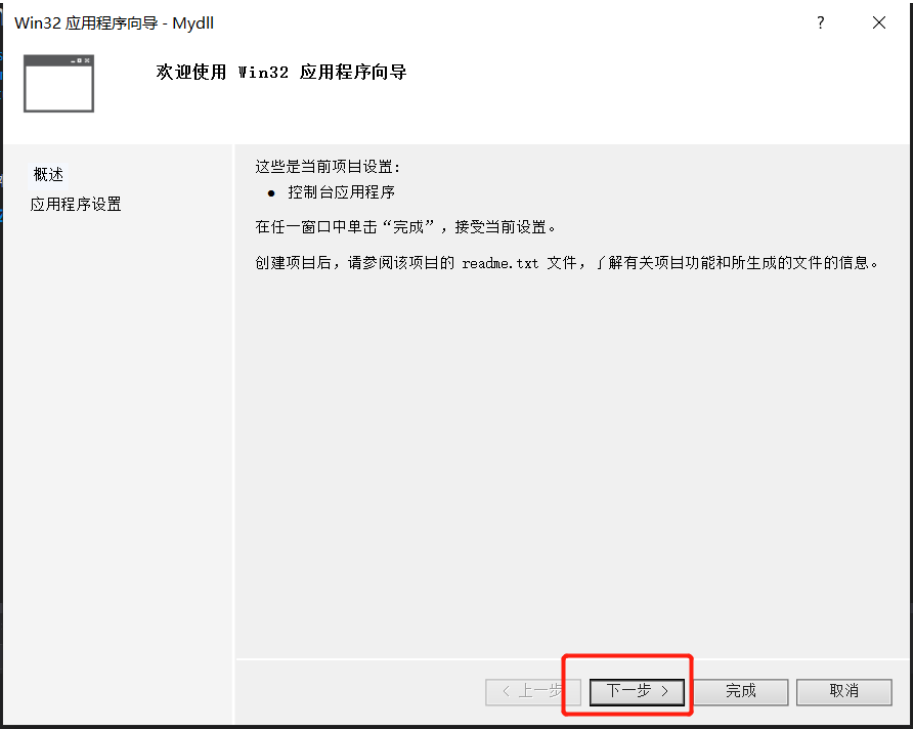 Win32 应用程序向导 - Mydll
欢迎使用 Win32 应用程序向导
概述
应用程序设置
这些是当前项目设置:
● 控制台应用程序
在任一窗口中单击“完成”，接受当前设置。
创建项目后，请参阅该项目的 readme.txt 文件，了解有关项目功能和所生成的文件的信息。
< 上一步
下一步 >
完成
取消